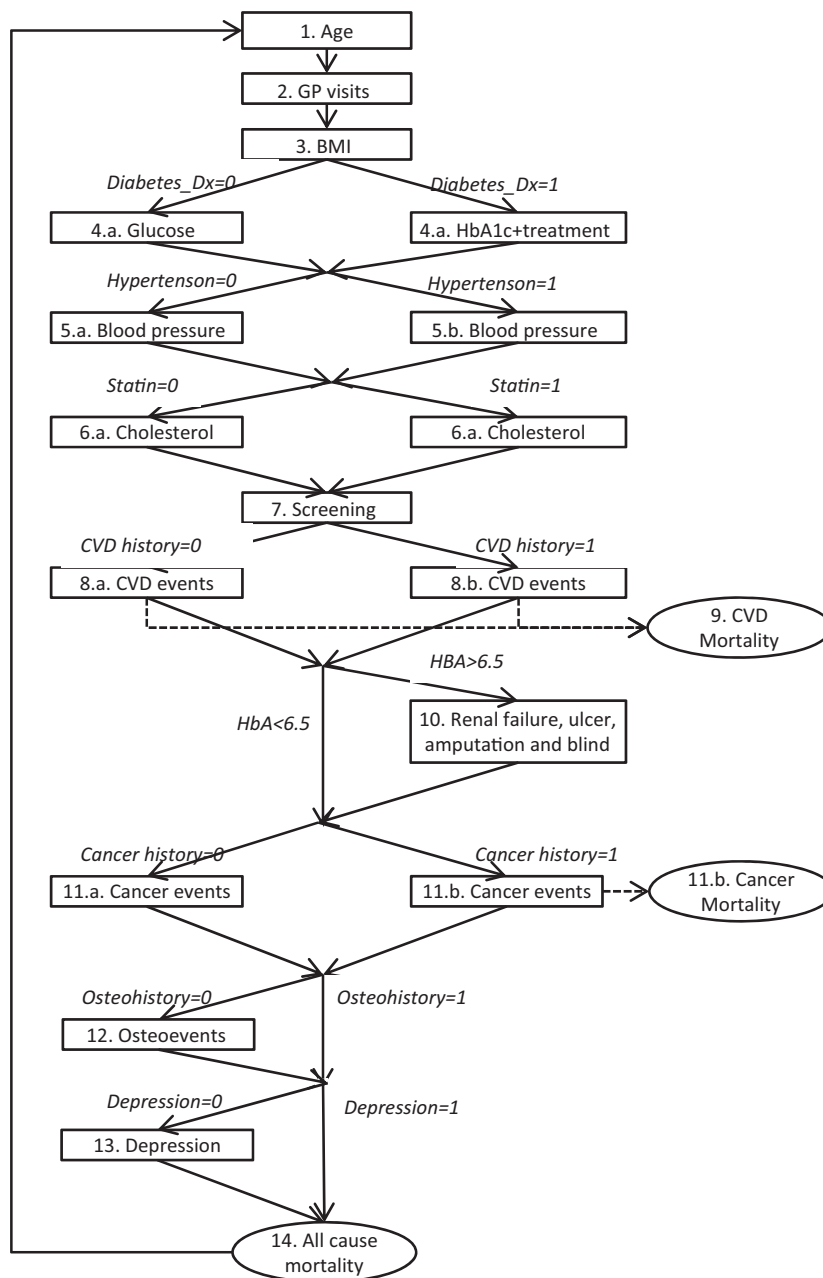 1. Age
2. GP visits
3. BMI
Diabetes_Dx=0
Diabetes_Dx=1
4.a. Glucose
4.a. HbA1c+treatment
Hypertenson=0
Hypertenson=1
5.a. Blood pressure
5.b. Blood pressure
Statin=0
Statin=1
6.a. Cholesterol
6.a. Cholesterol
7. Screening
CVD history=0
CVD history=1
8.a. CVD events
8.b. CVD events
9. CVD
Mortality
HBA>6.5
HbA<6.5
10. Renal failure, ulcer,
amputation and blind
Cancer history=0
Cancer history=1
11.a. Cancer events
11.b. Cancer events
11.b. Cancer
Mortality
Osteohistory=0
Osteohistory=1
12. Osteoevents
Depression=0
Depression=1
13. Depression
14. All cause
mortality